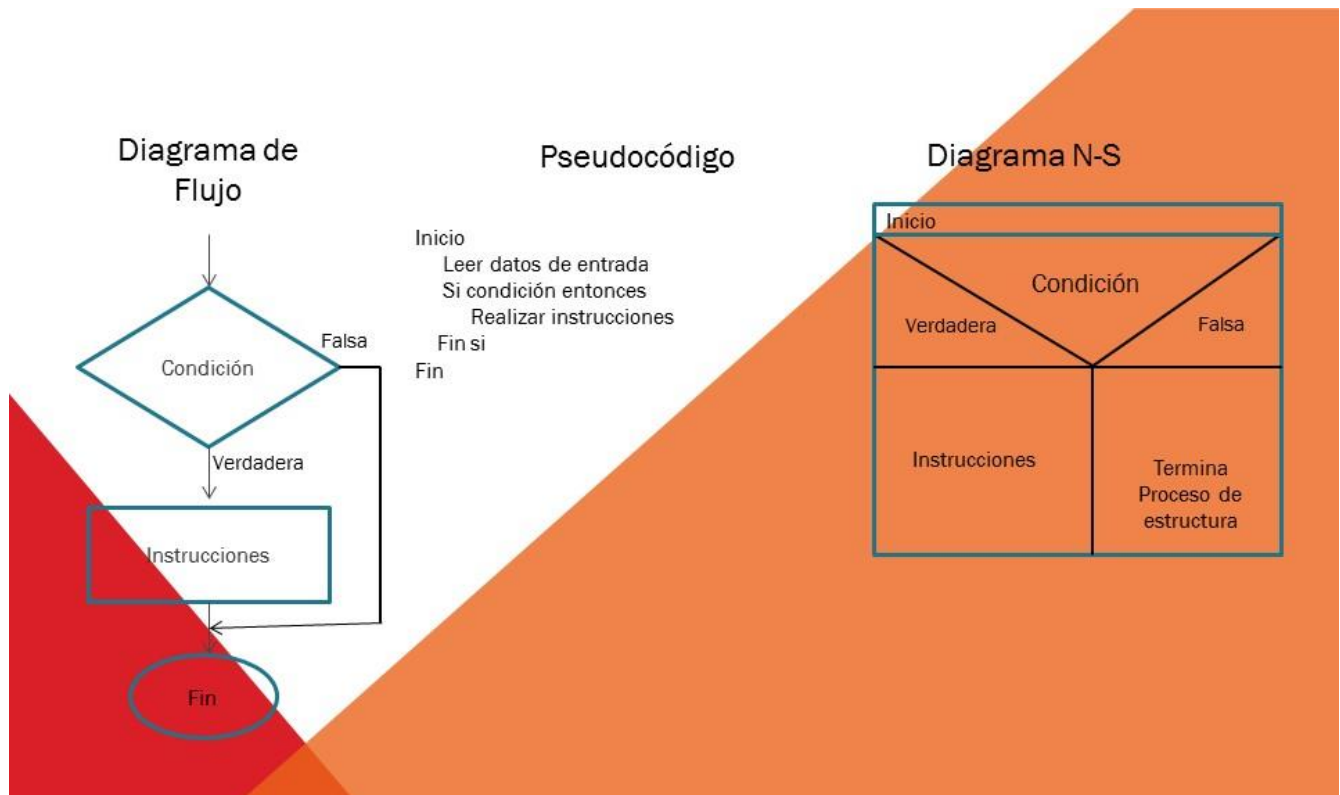 Diagrama de
Flujo
Condición
Falsa
Verdadera
Instrucciones
Fin
Pseudocódigo
Inicio
Leer datos de entrada
Si condición entonces
Realizar instrucciones
Fin si
Fin
Diagrama N-S
Inicio
Condición
Verdadera
Falsa
Instrucciones
Termina
Proceso de
estructura